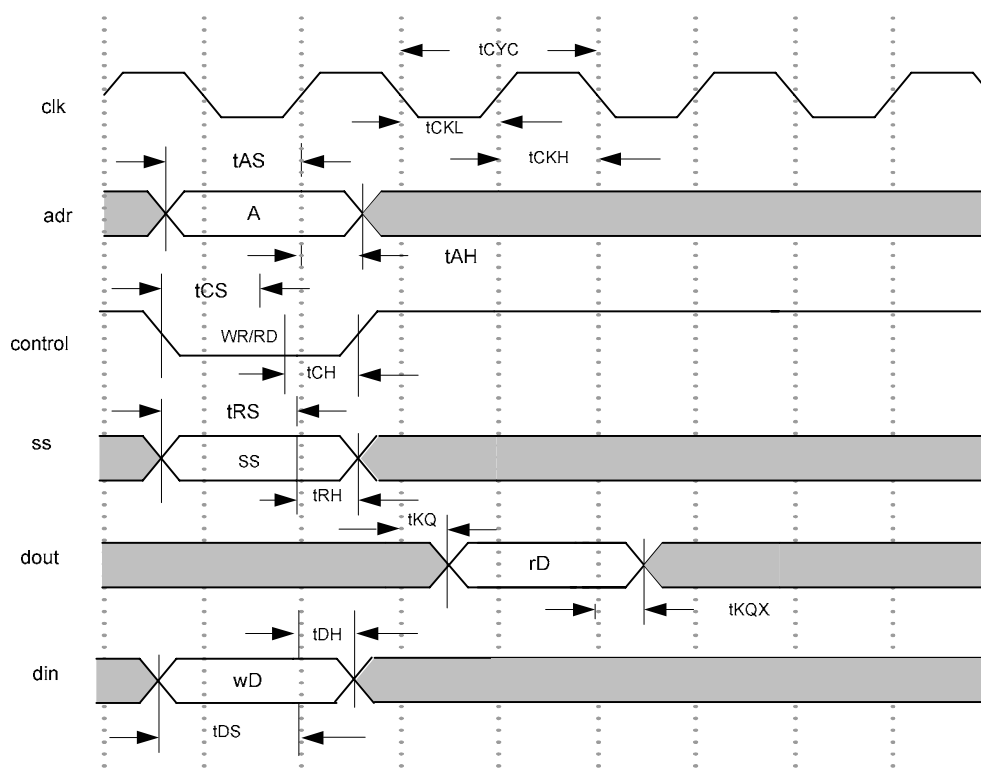 tCYC
clk
tCKL
tCKH
tAS
adr
A
tAH
tCS
control
WR/RD
tCH
tRS
ss
ss
tRH
tKQ
dout
rD
tKQX
tDH
din
wD
tDS